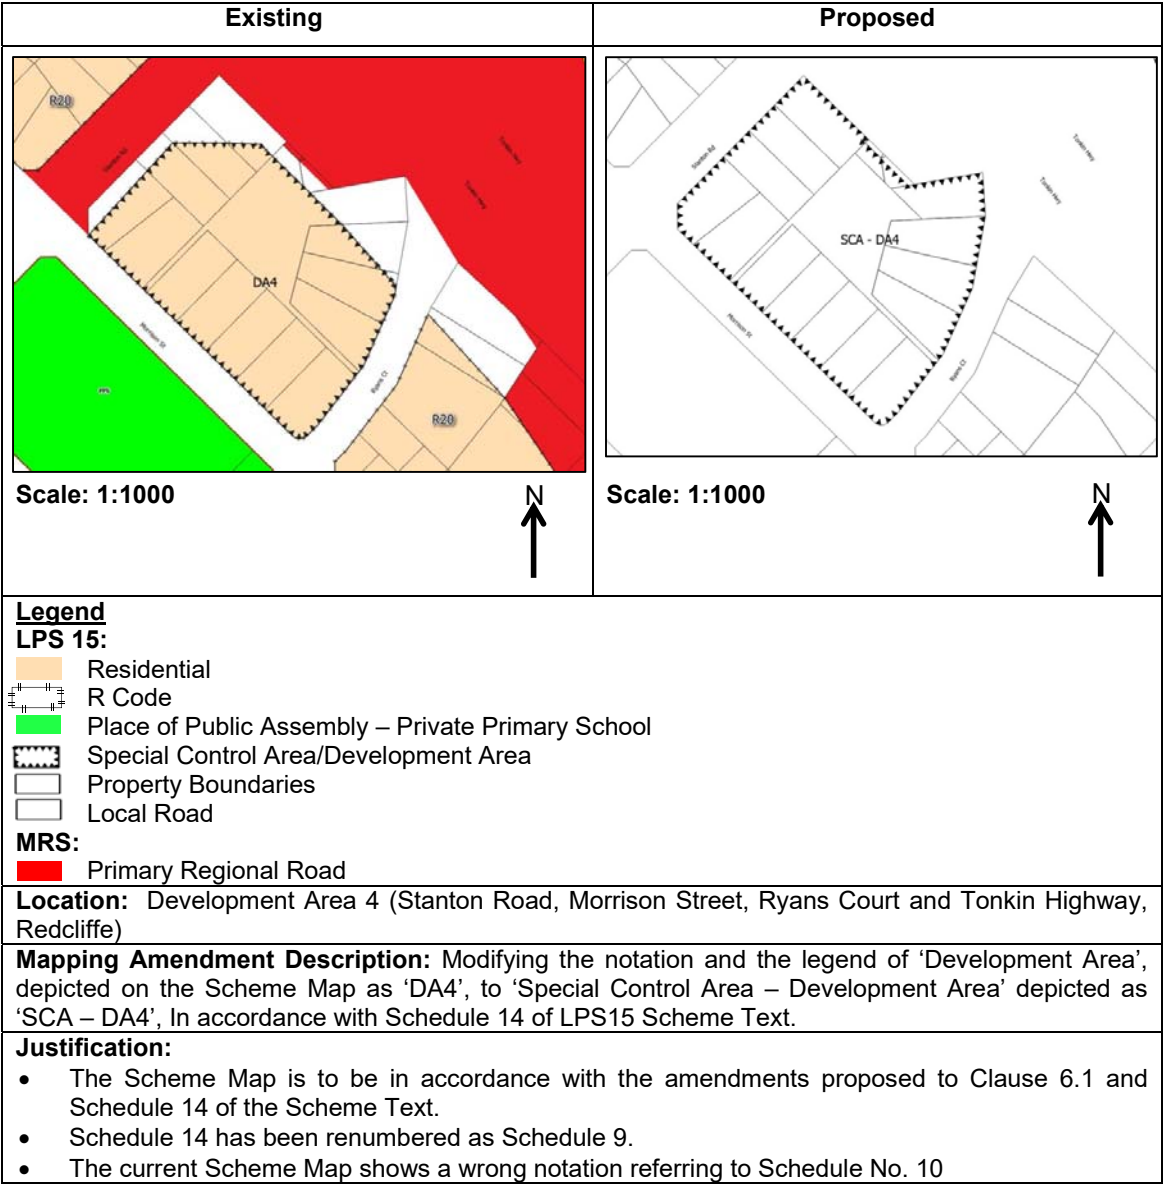 Existing
Proposed
R20
Stanton Rd
Tonkin Hwy
Tonkin Hwy
DA4
Morrison St
Ryans Ct
PPS
R20
Stanton Rd
Tonkin Hwy
Tonkin Hwy
SCA - DA4
Morrison St
Ryans Ct
Scale: 1:1000
N
Scale: 1:1000
N
Legend
LPS 15:
Residential
R Code
Place of Public Assembly – Private Primary School
Special Control Area/Development Area
Property Boundaries
Local Road
MRS:
Primary Regional Road
Location: Development Area 4 (Stanton Road, Morrison Street, Ryans Court and Tonkin Highway,
Redcliffe)
Mapping Amendment Description: Modifying the notation and the legend of ‘Development Area’,
depicted on the Scheme Map as ‘DA4’, to ‘Special Control Area – Development Area’ depicted as
‘SCA – DA4’, In accordance with Schedule 14 of LPS15 Scheme Text.
Justification:
• The Scheme Map is to be in accordance with the amendments proposed to Clause 6.1 and
Schedule 14 of the Scheme Text.
• Schedule 14 has been renumbered as Schedule 9.
• The current Scheme Map shows a wrong notation referring to Schedule No. 10